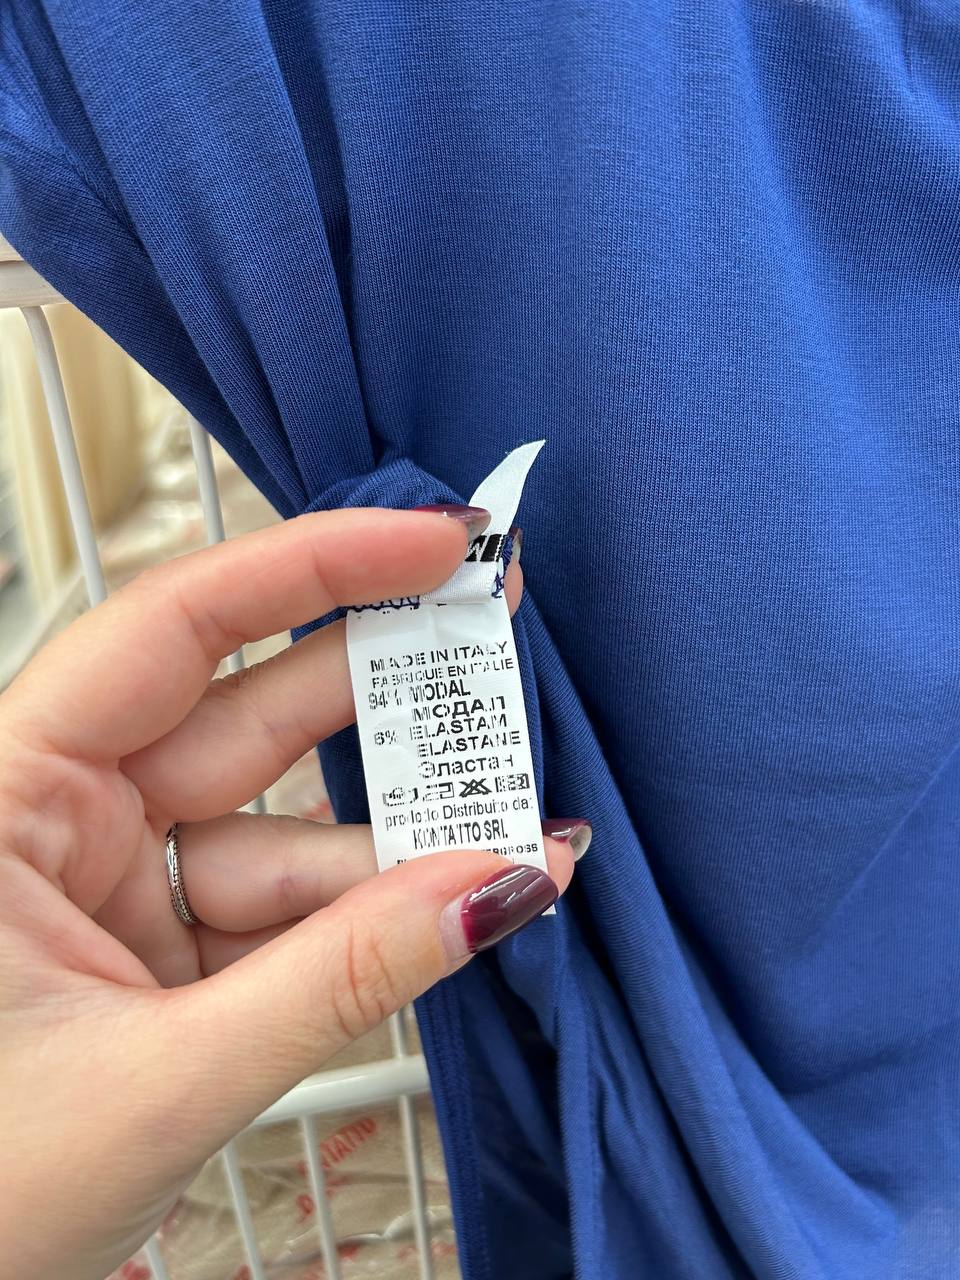 M
MADE IN ITALY
FABRIQUE EN ITALIE
94% MODAL
МОДАЛ
6% ELASTAM
ELASTANE
Эластан
prodotto Distribuito da:
KONTATTO SRL